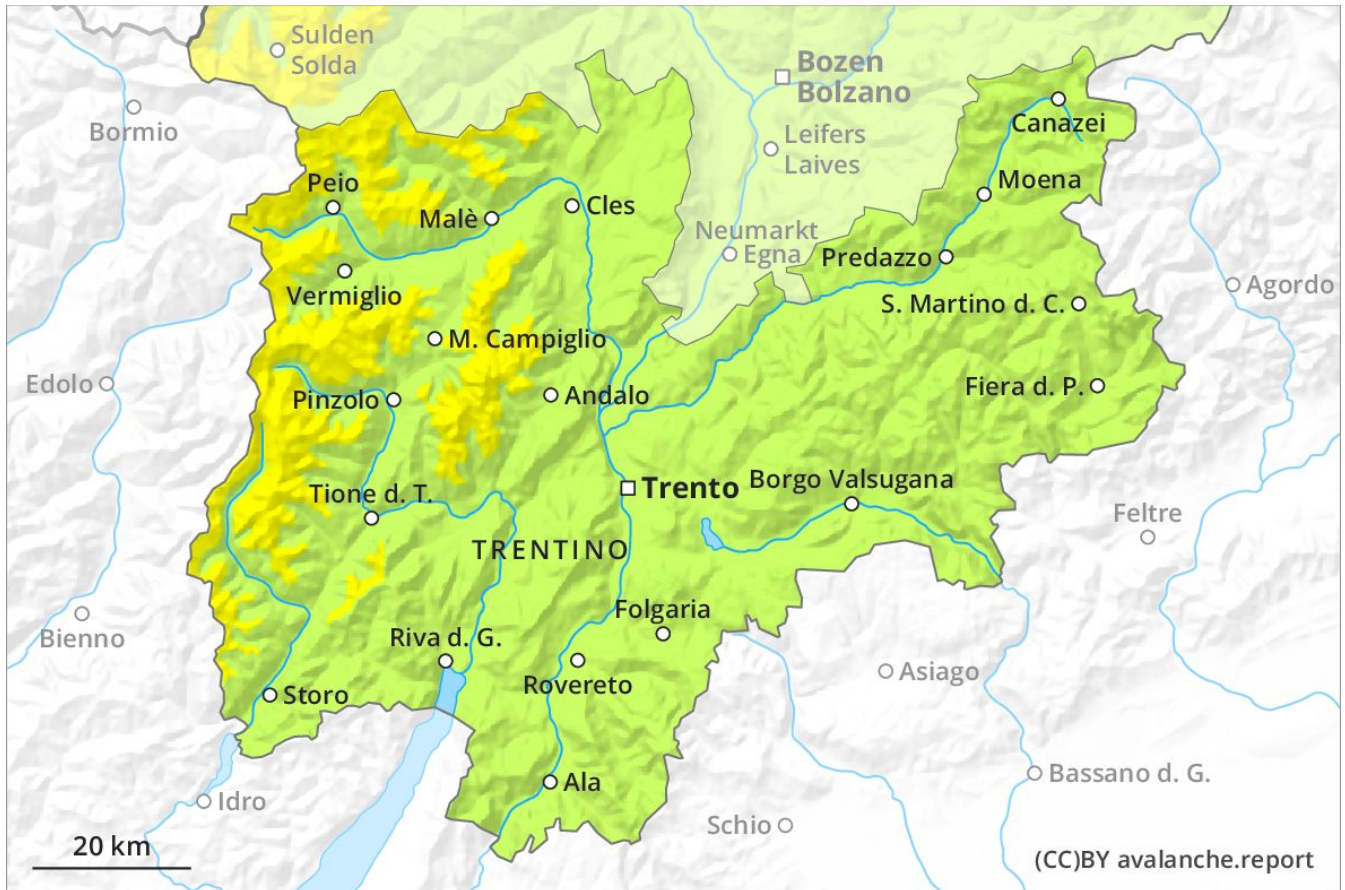 Sulden
Solda
Bozen
Bolzano
Bormio
Canazei
Leifers
Laives
Peio
Moena
Malè
Cles
Neumarkt
Egna
Predazzo
Vermiglio
Agordo
S. Martino d. C.
M. Campiglio
Edolo
Fiera d. P.
Pinzolo
Andalo
Trento
Borgo Valsugana
Tione d. T.
Feltre
TRENTINO
Folgaria
Bienno
Riva d. G.
Asiago
Rovereto
Storo
Bassano d. G.
Ala
Idro
Schio
20 km
(CC)BY avalanche.report